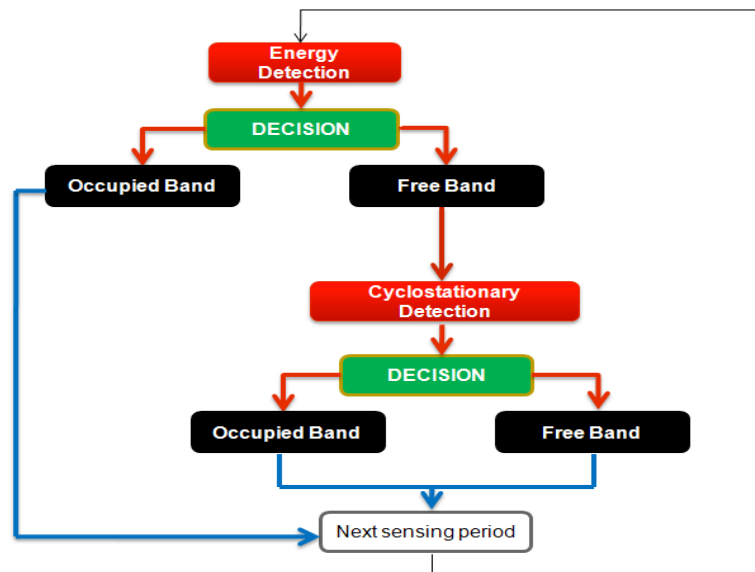 Energy
Detection
DECISION
Occupied Band
Free Band
Cyclostationary
Detection
DECISION
Occupied Band
Free Band
Next sensing period